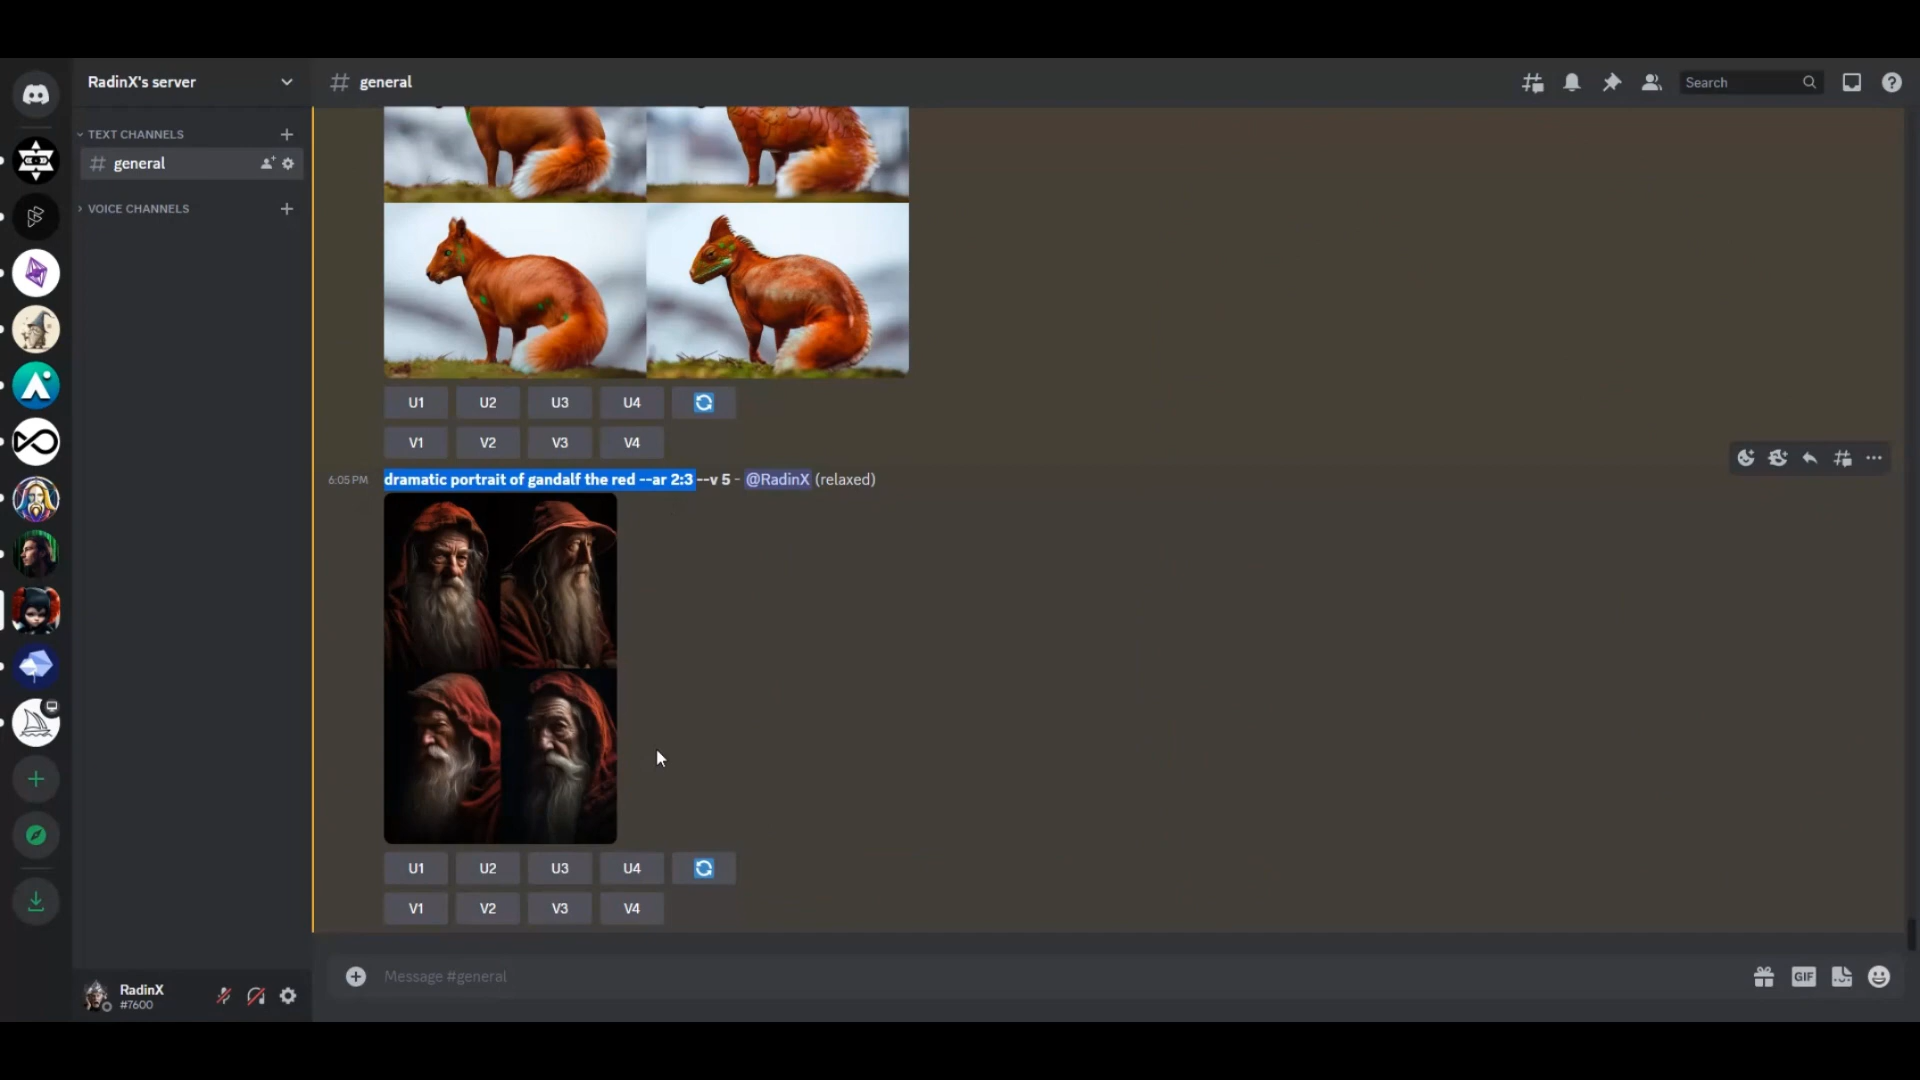 RadinX's server
# general
Search
TEXT CHANNELS
# general
VOICE CHANNELS
U1 U2 U3 U4
V1 V2 V3 V4
6:05 PM dramatic portrait of gandalf the red --ar 2:3 --v 5 - @RadinX (relaxed)
U1 U2 U3 U4
V1 V2 V3 V4
Message #general
GIF
RadinX
#7600